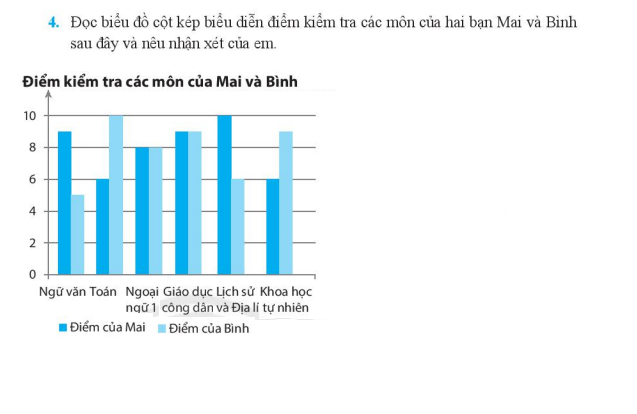 4. Đọc biểu đồ cột kép biểu diễn điểm kiểm tra các môn của hai bạn Mai và Bình
sau đây và nêu nhận xét của em.
Điểm kiểm tra các môn của Mai và Bình
10
8
6
4
2
0
Ngữ văn Toán Ngoại Giáo dục Lịch sử Khoa học
ngữ 1 công dân và Địa lí tự nhiên
Điểm của Mai Điểm của Bình